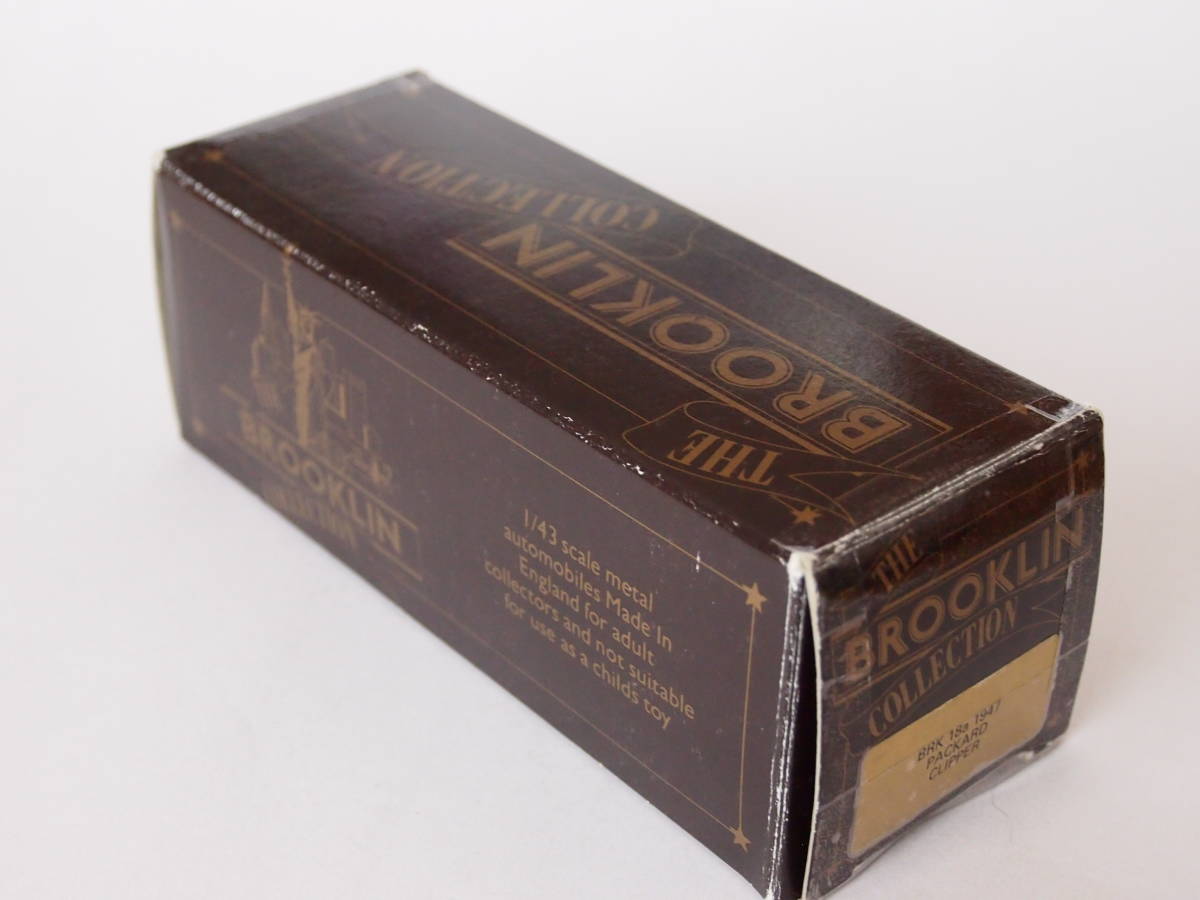 THE
BROOKLIN
COLLECTION
BROOKLIN
COLLECTION
1/43 scale metal
automobiles Made In
England for adult
collectors and not suitable
for use as a childs toy
THE
BROOKLIN
COLLECTION
BRK 18a 1947
PACKARD
CLIPPER